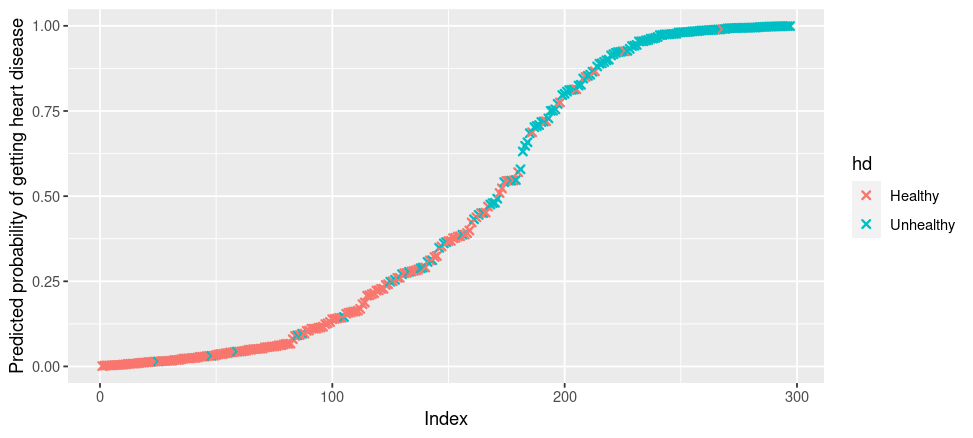 Predicted probability of getting heart disease
1.00
0.75
0.50
0.25
0.00
0
100
200
300
Index
hd
Healthy
Unhealthy